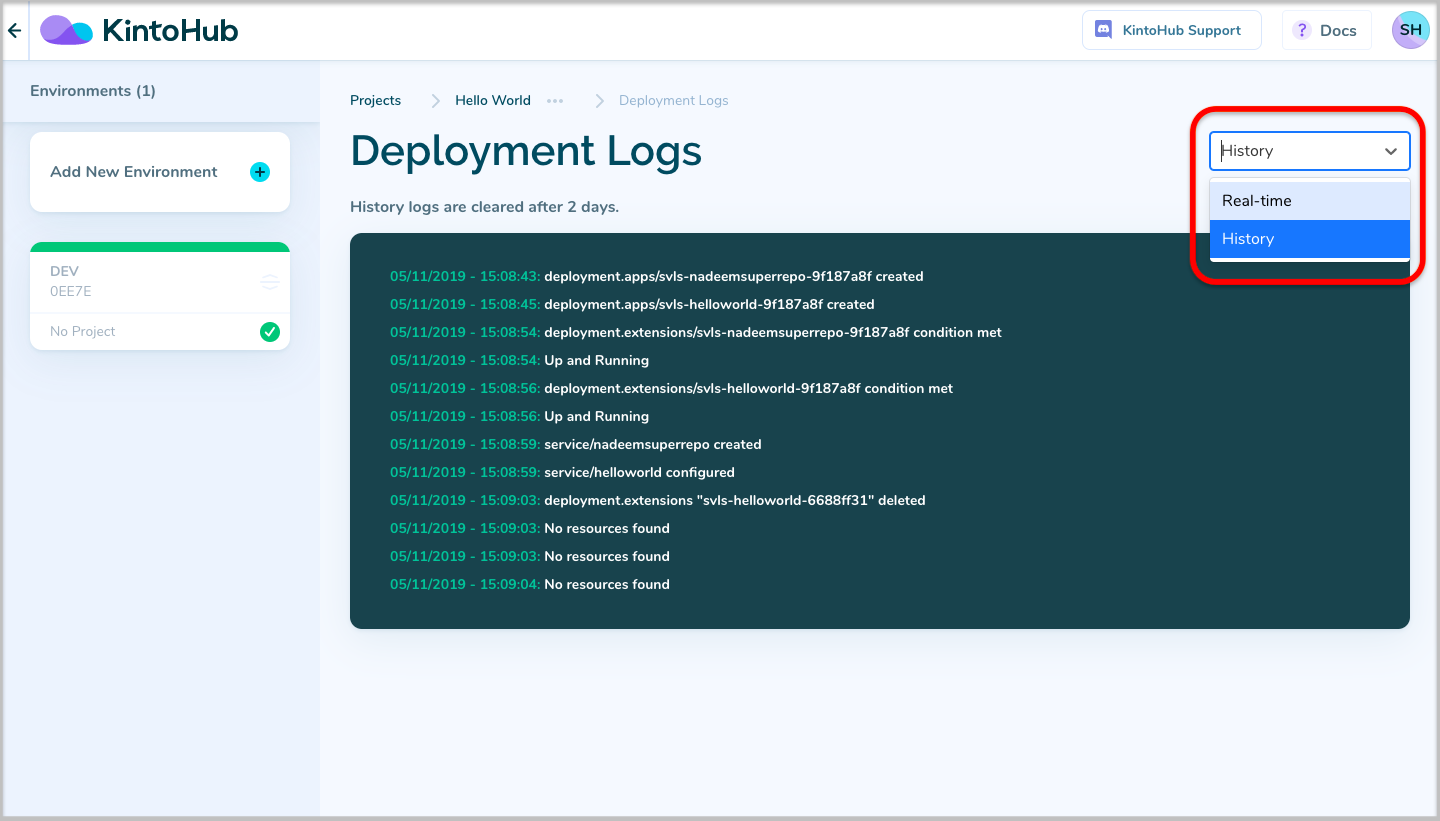 KintoHub
KintoHub Support
? Docs
SH
Environments (1)
Add New Environment
DEV
0EE7E
No Project
Projects
Hello World
Deployment Logs
Deployment Logs
History
Real-time
History
History logs are cleared after 2 days.
05/11/2019 - 15:08:43: deployment.apps/svls-nadeemsuperrepo-9f187a8f created
05/11/2019 - 15:08:45: deployment.apps/svls-helloworld-9f187a8f created
05/11/2019 - 15:08:54: deployment.extensions/svls-nadeemsuperrepo-9f187a8f condition met
05/11/2019 - 15:08:54: Up and Running
05/11/2019 - 15:08:56: deployment.extensions/svls-helloworld-9f187a8f condition met
05/11/2019 - 15:08:56: Up and Running
05/11/2019 - 15:08:59: service/nadeemsuperrepo created
05/11/2019 - 15:08:59: service/helloworld configured
05/11/2019 - 15:09:03: deployment.extensions "svls-helloworld-6688ff31" deleted
05/11/2019 - 15:09:03: No resources found
05/11/2019 - 15:09:03: No resources found
05/11/2019 - 15:09:04: No resources found